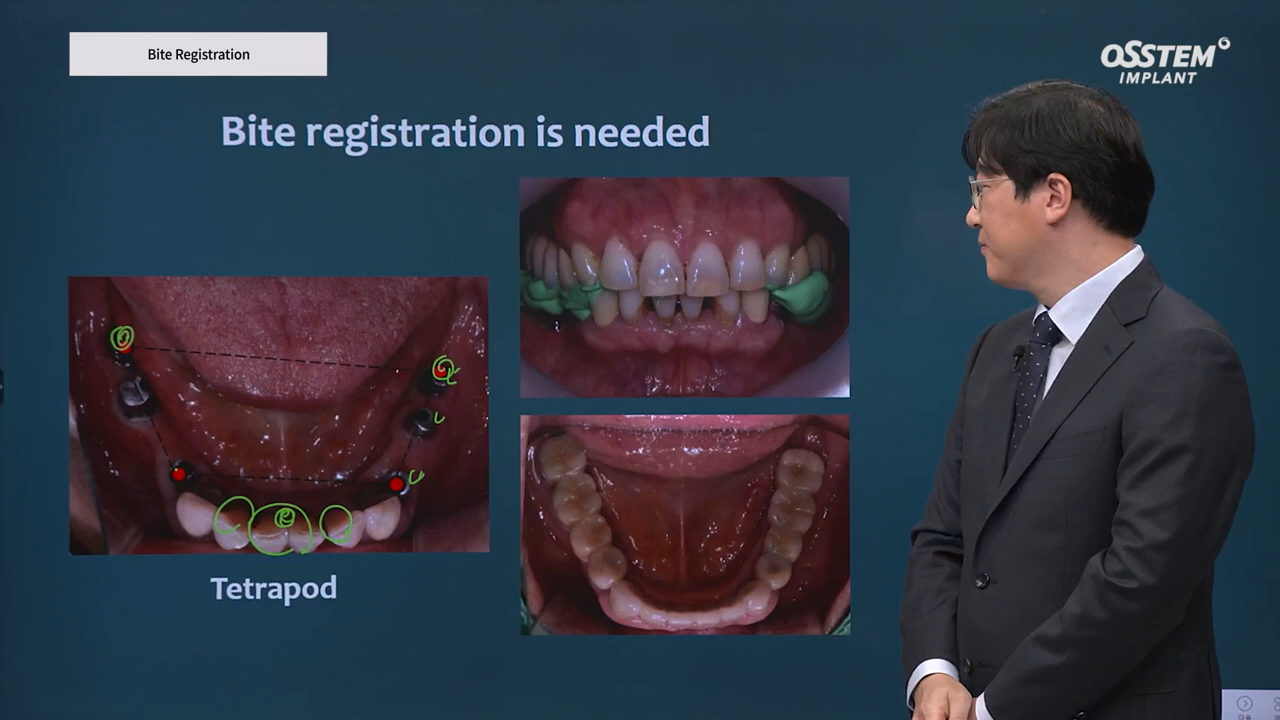 Bite Registration
OSSTEM
IMPLANT
Bite registration is needed
R
Tetrapod